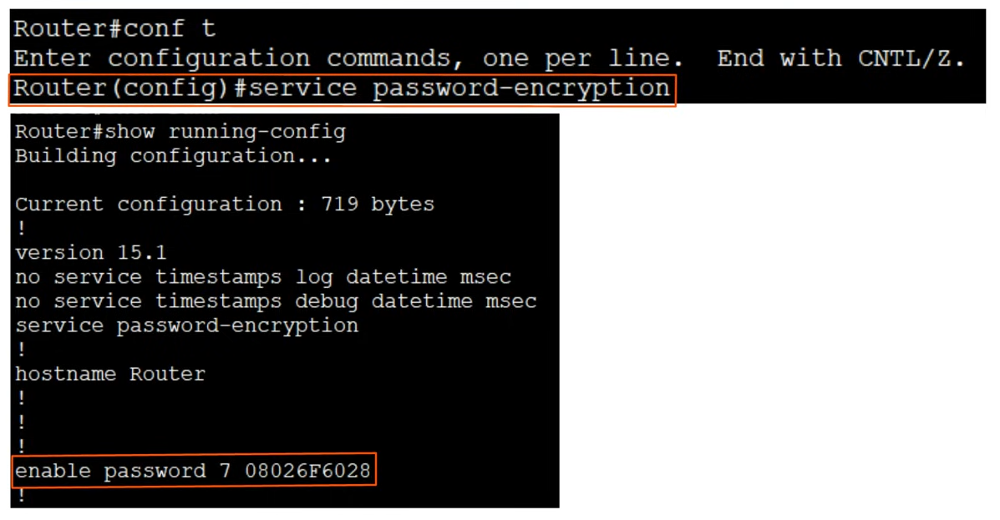 Router#conf t
Enter configuration commands, one per line.  End with CNTL/Z.
Router(config)#service password-encryption
Router#show running-config
Building configuration...
Current configuration : 719 bytes
!
version 15.1
no service timestamps log datetime msec
no service timestamps debug datetime msec
service password-encryption
!
hostname Router
!
!
!
enable password 7 08026F6028
!